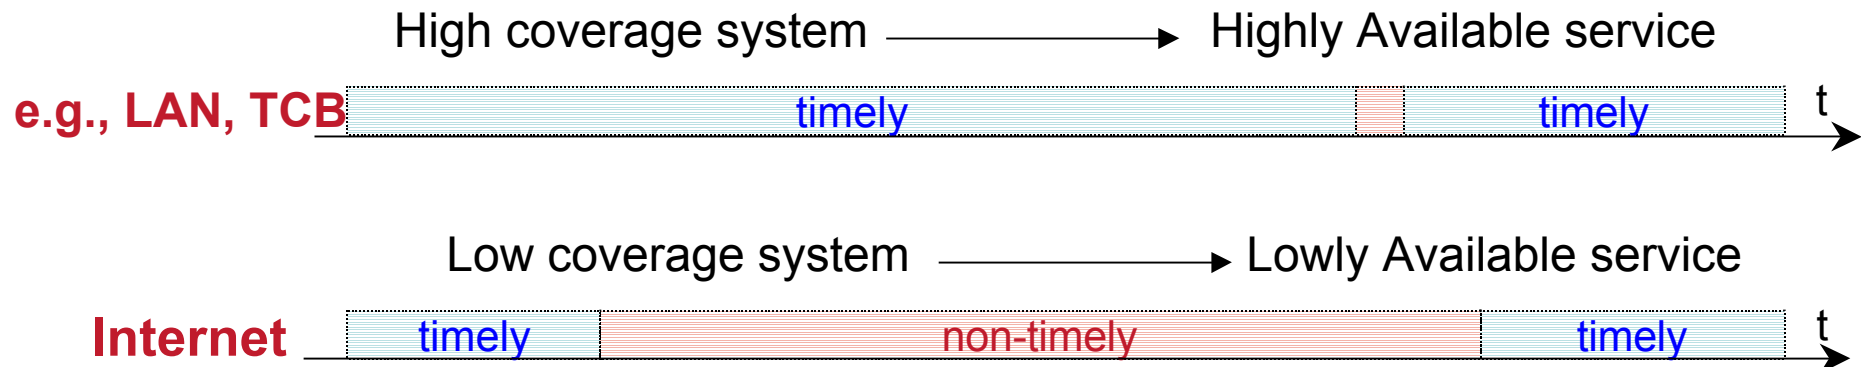 High coverage system Highly Available service
e.g., LAN, TCB timely timely t
Low coverage system Lowly Available service
Internet timely non-timely timely t